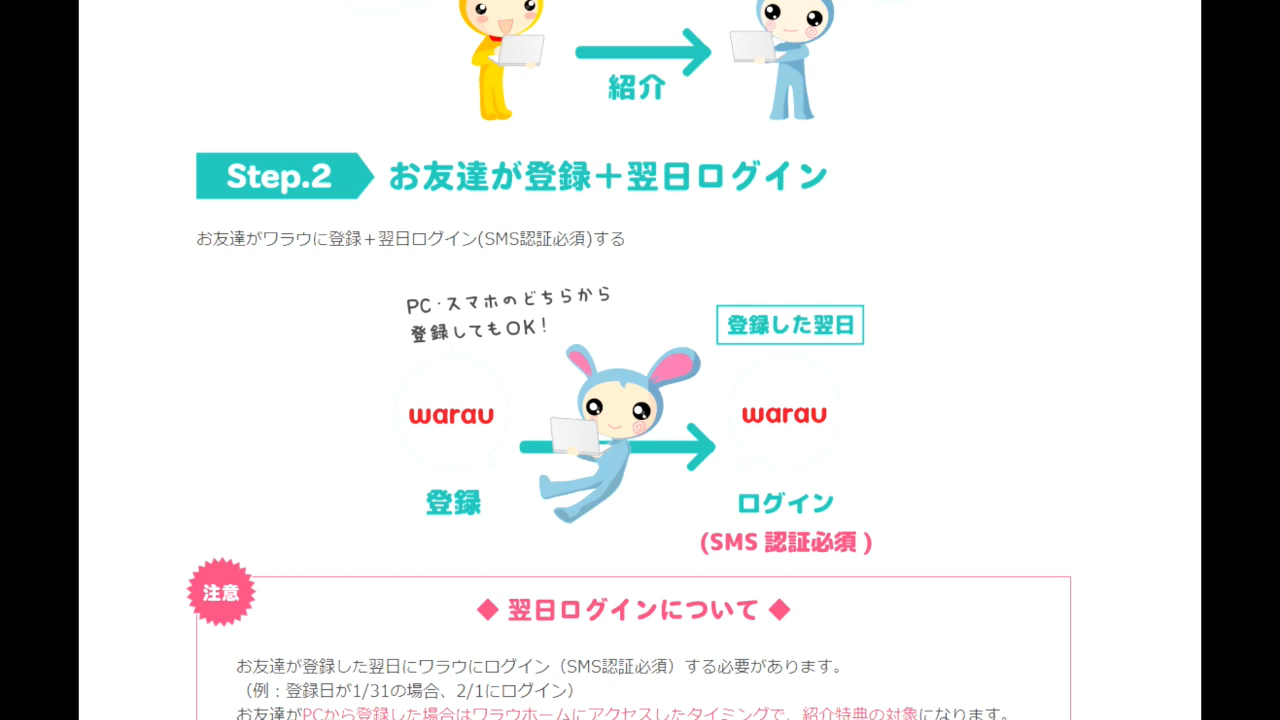 紹介
Step.2 お友達が登録＋翌日ログイン
お友達がワラウに登録＋翌日ログイン(SMS認証必須)する
PC・スマホのどちらから
登録してもOK！
登録した翌日
warau
warau
登録
ログイン
(SMS 認証必須 )
注意
◆ 翌日ログインについて ◆
お友達が登録した翌日にワラウにログイン（SMS認証必須）する必要があります。
（例：登録日が1/31の場合、2/1にログイン）
お友達がPCから登録した場合はワラウホームにアクセスしたタイミングで、紹介特典の対象になります。